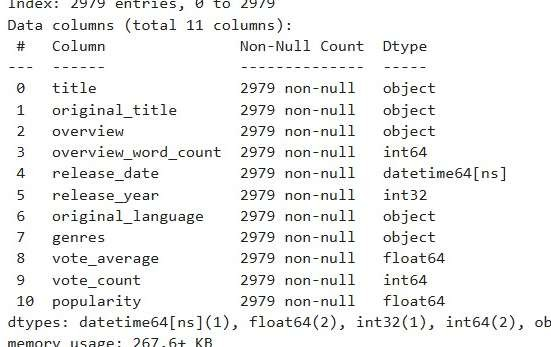 Index: 2979 entries, 0 to 2979
Data columns (total 11 columns):
 #   Column               Non-Null Count  Dtype
---  ------               --------------  -----
 0   title                2979 non-null   object
 1   original_title       2979 non-null   object
 2   overview             2979 non-null   object
 3   overview_word_count  2979 non-null   int64
 4   release_date         2979 non-null   datetime64[ns]
 5   release_year         2979 non-null   int32
 6   original_language    2979 non-null   object
 7   genres               2979 non-null   object
 8   vote_average         2979 non-null   float64
 9   vote_count           2979 non-null   int64
 10  popularity           2979 non-null   float64
dtypes: datetime64[ns](1), float64(2), int32(1), int64(2), ob
memory usage: 267.6+ KB